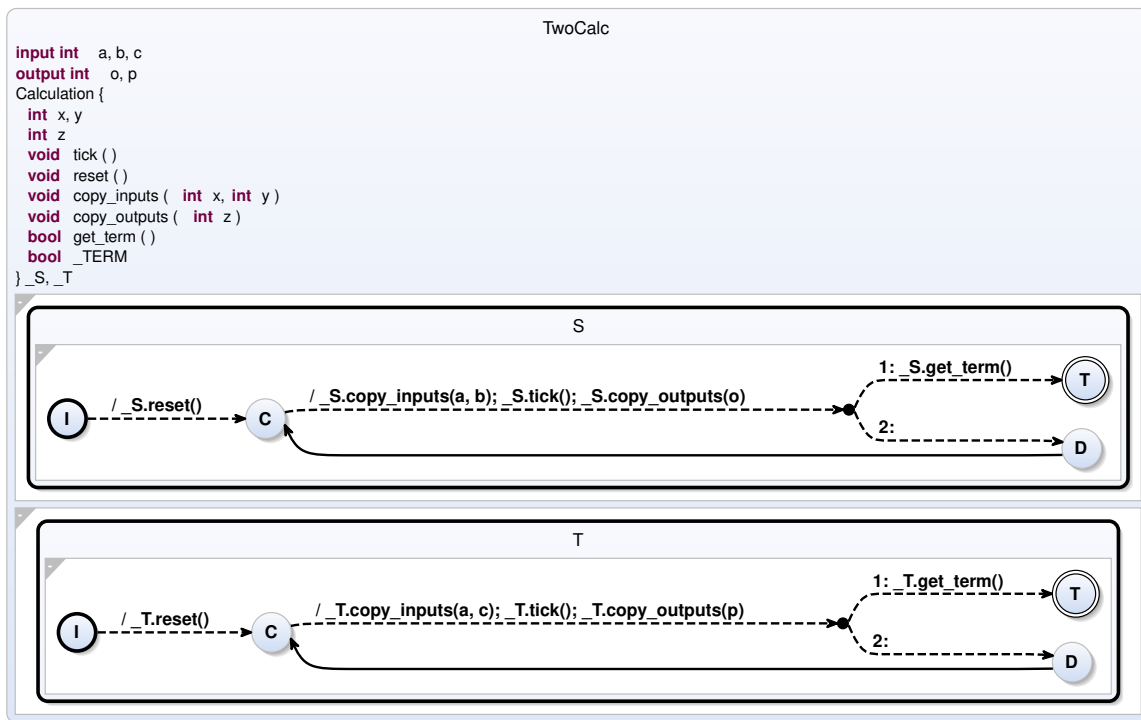 TwoCalc
input int a, b, c
output int o, p
Calculation {
int x, y
int z
void tick ( )
void reset ( )
void copy_inputs ( int x, int y )
void copy_outputs ( int z )
bool get_term ( )
bool _TERM
} _S, _T
-
S
-
I
/ _S.reset()
C
/ _S.copy_inputs(a, b); _S.tick(); _S.copy_outputs(o)
1: _S.get_term()
T
2:
D
-
T
-
I
/ _T.reset()
C
/ _T.copy_inputs(a, c); _T.tick(); _T.copy_outputs(p)
1: _T.get_term()
T
2:
D